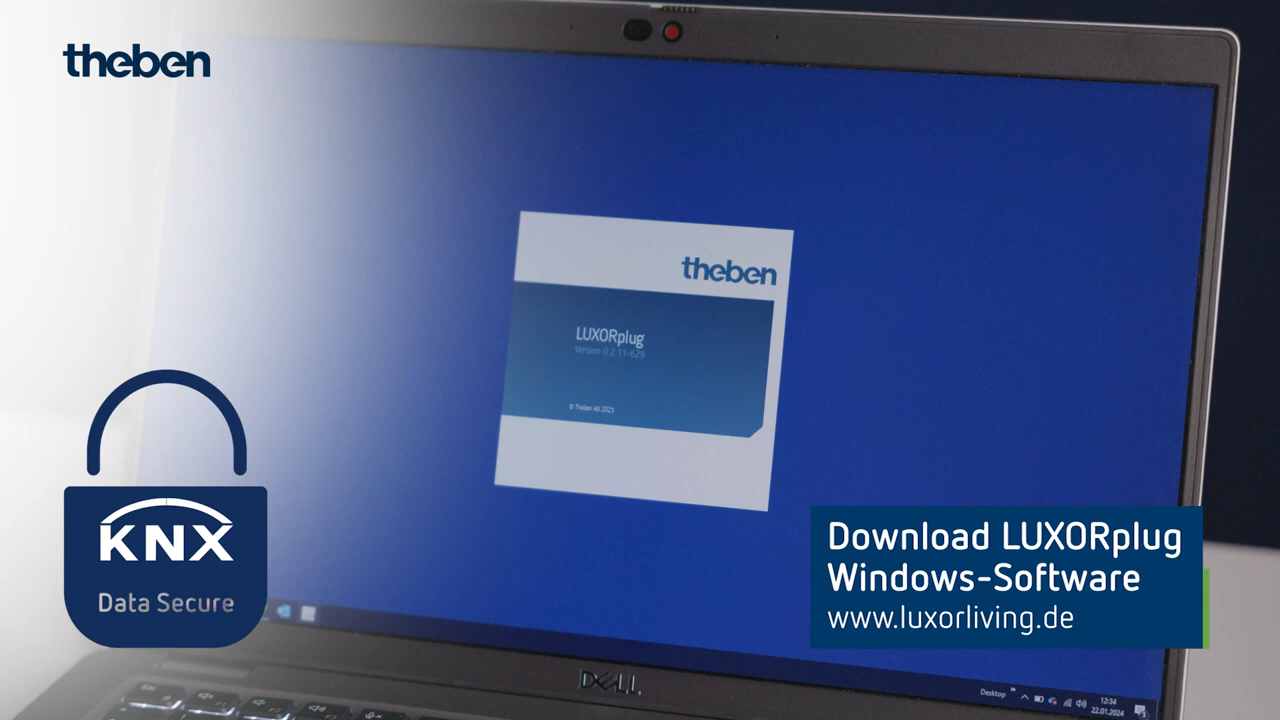 theben
theben
LUXORplug
© Theben AG 2023
KNX
Data Secure
Download LUXORplug
Windows-Software
www.luxorliving.de
DELL
Desktop
12:34
22.01.2024